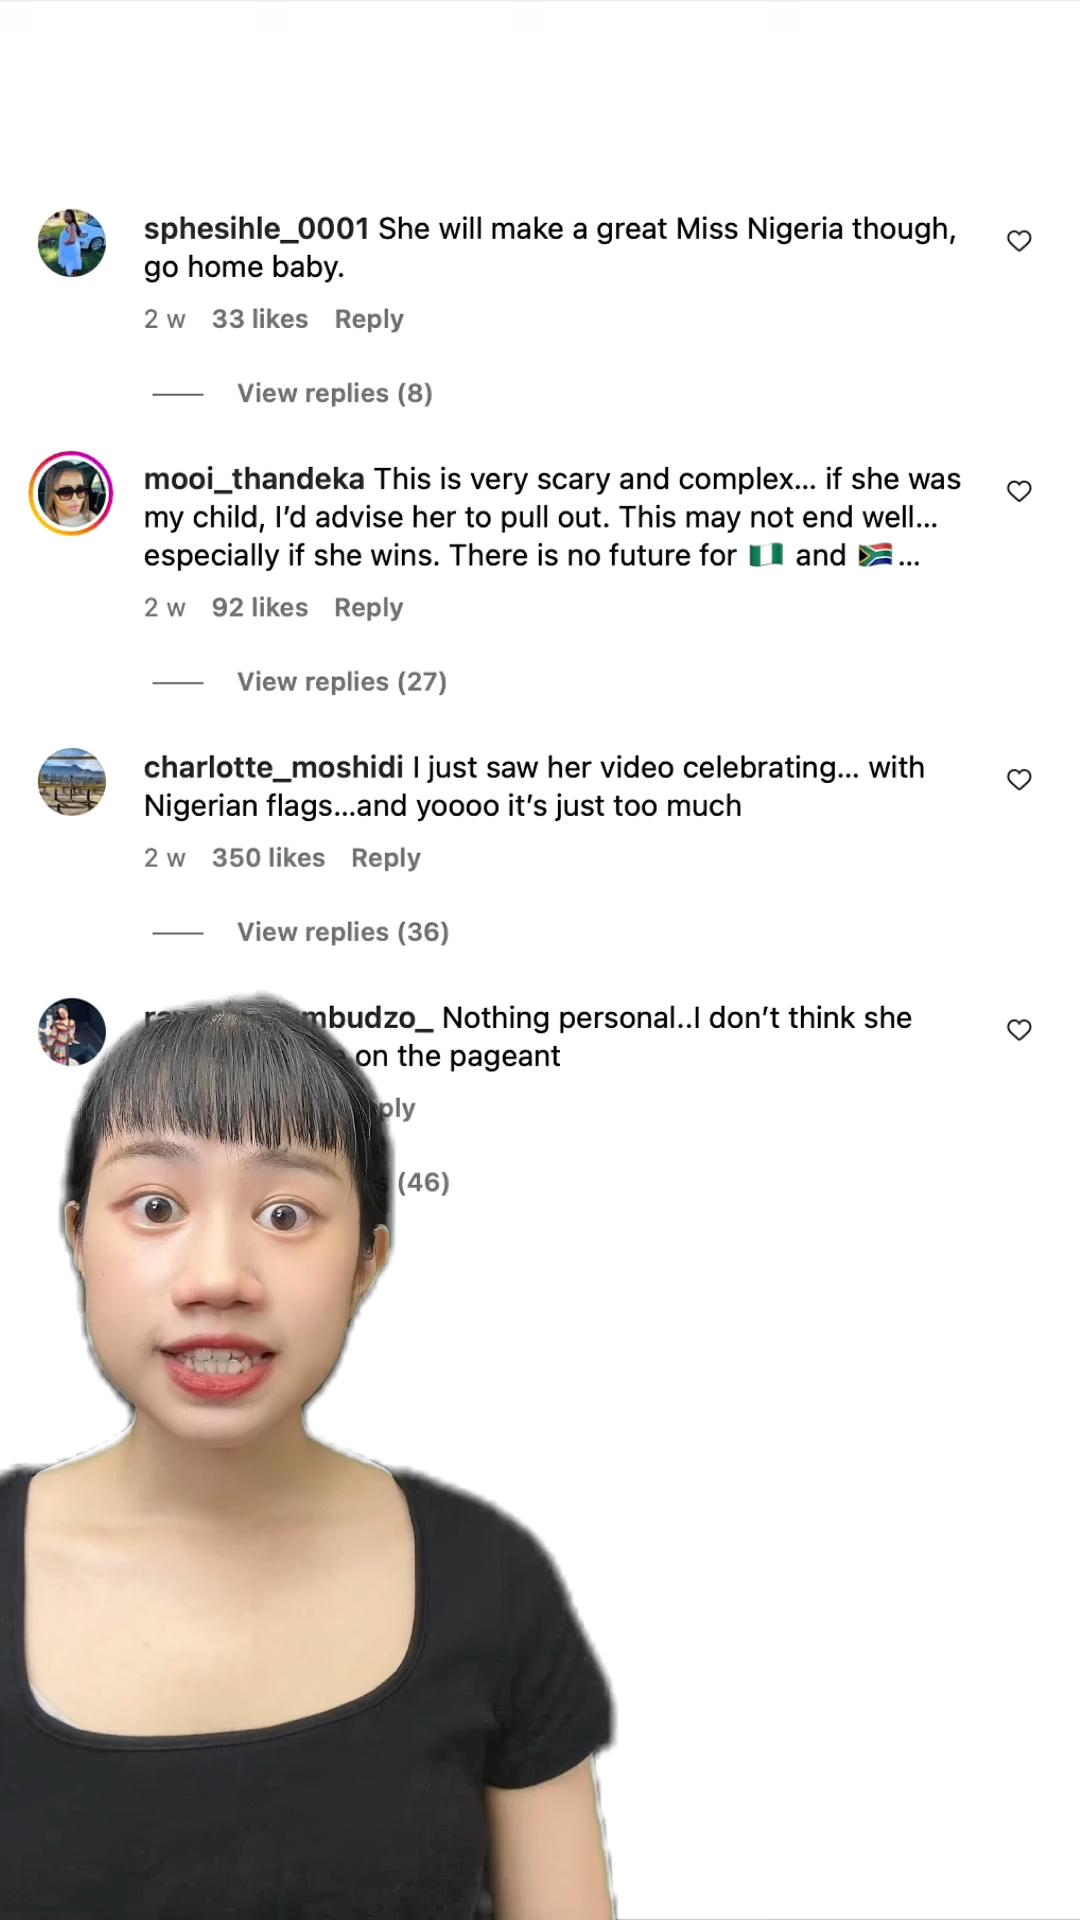 sphesihle_0001 She will make a great Miss Nigeria though,
go home baby.
2 w 33 likes Reply
View replies (8)
mooi_thandeka This is very scary and complex... if she was
my child, I'd advise her to pull out. This may not end well...
especially if she wins. There is no future for 🇳🇬 and 🇿🇦...
2 w 92 likes Reply
View replies (27)
charlotte_moshidi I just saw her video celebrating... with
Nigerian flags...and yoooo it's just too much
2 w 350 likes Reply
View replies (36)
Nothing personal..I don't think she
on the pageant
(46)